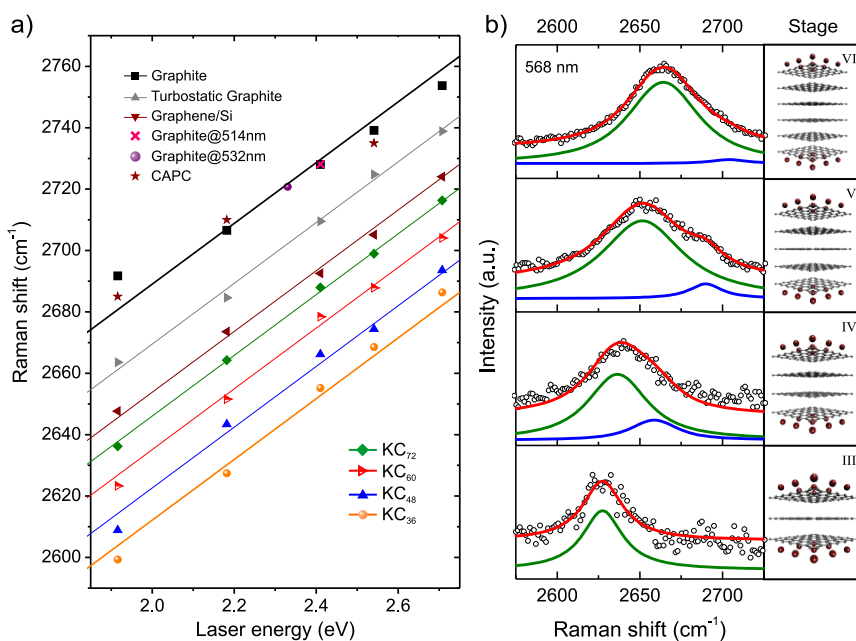 a)
Raman shift (cm-1)
2760
2740
2720
2700
2680
2660
2640
2620
2600
Graphite
Turbostatic Graphite
Graphene/Si
Graphite@514nm
Graphite@532nm
CAPC
KC72
KC60
KC48
KC36
2.0 2.2 2.4 2.6
Laser energy (eV)
b)
2600 2650 2700 Stage
568 nm
VI
V
IV
III
Intensity (a.u.)
2600 2650 2700
Raman shift (cm-1)